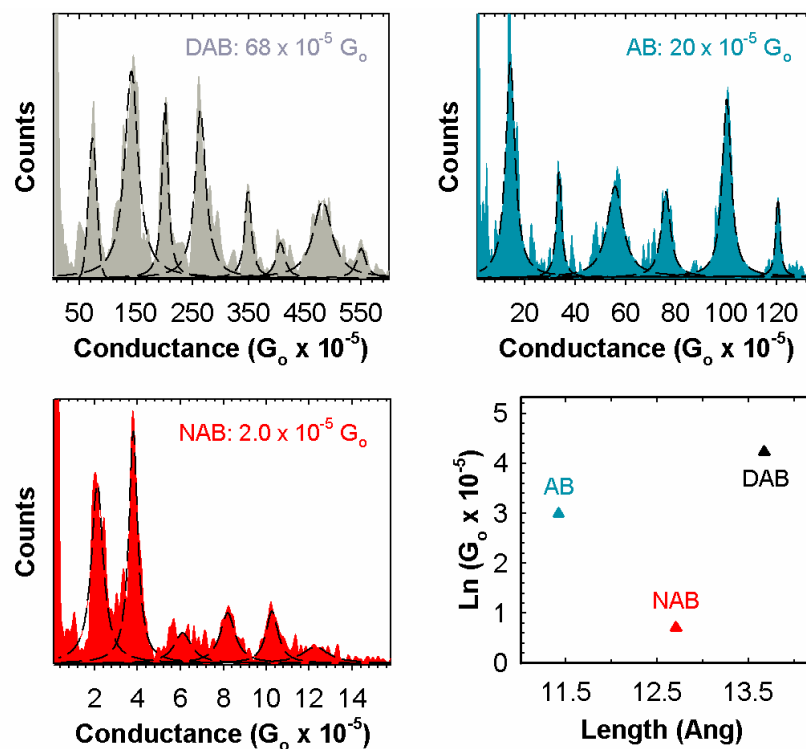 DAB: 68 x 10⁻⁵ Gₒ
Counts
50 150 250 350 450 550
Conductance (Gₒ x 10⁻⁵)
AB: 20 x 10⁻⁵ Gₒ
Counts
20 40 60 80 100 120
Conductance (Gₒ x 10⁻⁵)
NAB: 2.0 x 10⁻⁵ Gₒ
Counts
2 4 6 8 10 12 14
Conductance (Gₒ x 10⁻⁵)
Ln (Gₒ x 10⁻⁵)
5
4
3
2
1
0
AB
DAB
NAB
11.5 12.5 13.5
Length (Ang)